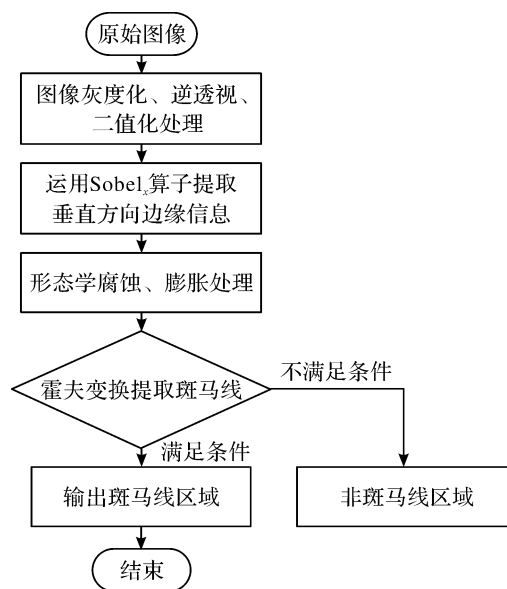 原始图像
图像灰度化、逆透视、
二值化处理
运用Sobelₓ算子提取
垂直方向边缘信息
形态学腐蚀、膨胀处理
霍夫变换提取斑马线
不满足条件
满足条件
输出斑马线区域
非斑马线区域
结束